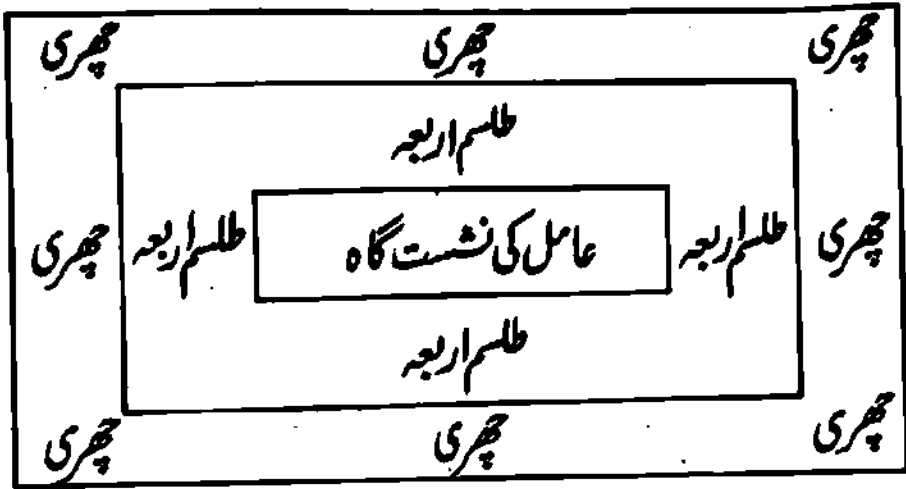 چھری چھری چھری
طلسم اربعہ
چھری طلسم اربعہ عامل کی نشست گاہ طلسم اربعہ چھری
طلسم اربعہ
چھری چھری چھری